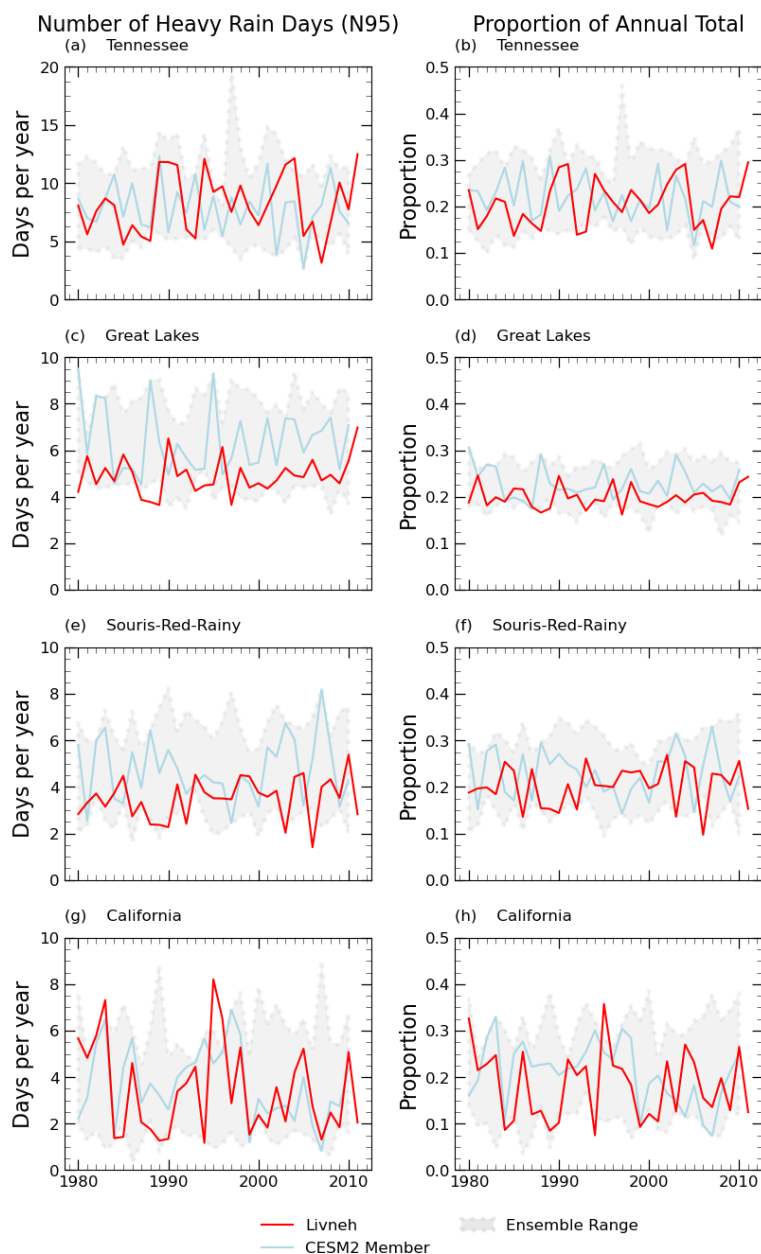 Number of Heavy Rain Days (N95)
Proportion of Annual Total
(a) Tennessee
(b) Tennessee
20
15
10
5
0
Days per year
0.5
0.4
0.3
0.2
0.1
0.0
Proportion
(c) Great Lakes
(d) Great Lakes
10
8
6
4
2
0
Days per year
0.5
0.4
0.3
0.2
0.1
0.0
Proportion
(e) Souris-Red-Rainy
(f) Souris-Red-Rainy
10
8
6
4
2
0
Days per year
0.5
0.4
0.3
0.2
0.1
0.0
Proportion
(g) California
(h) California
10
8
6
4
2
0
Days per year
0.5
0.4
0.3
0.2
0.1
0.0
Proportion
1980 1990 2000 2010
1980 1990 2000 2010
Livneh
CESM2 Member
Ensemble Range